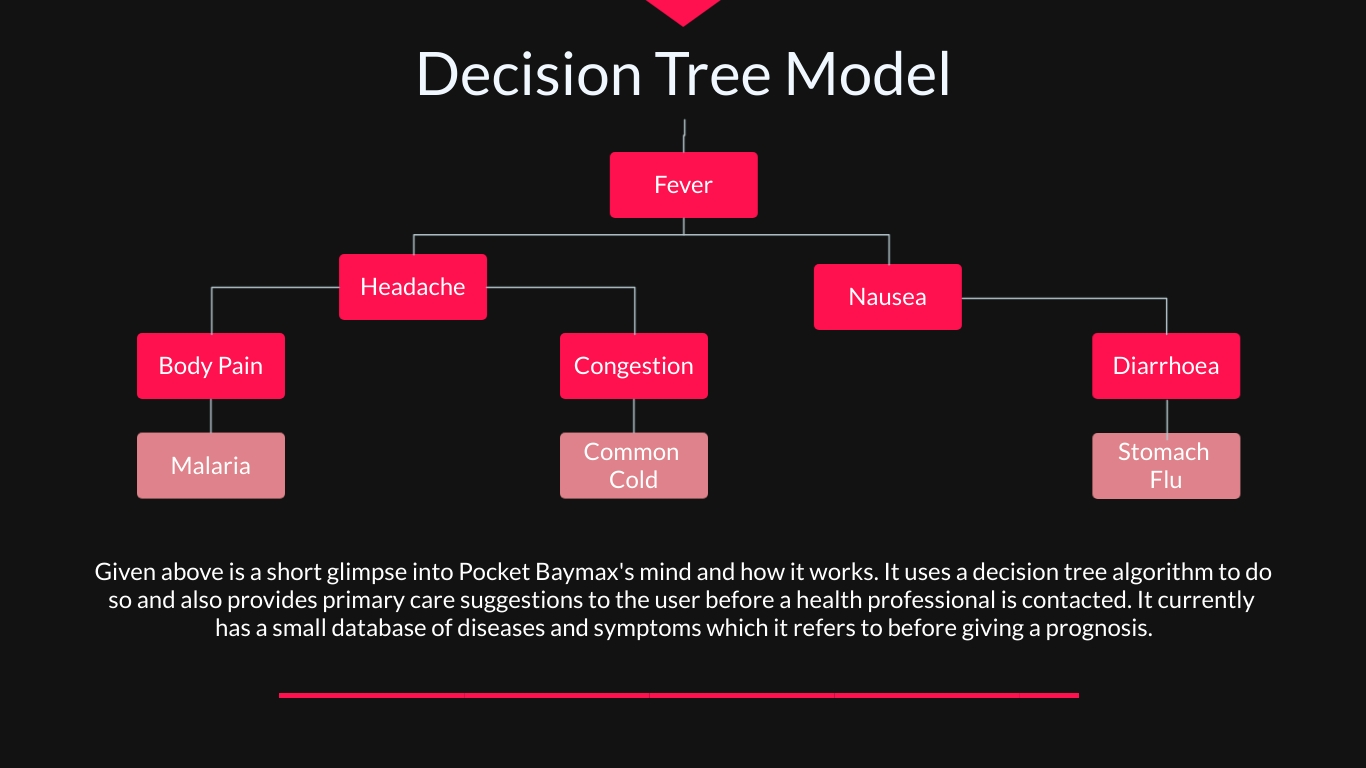 Decision Tree Model
Fever
Headache
Nausea
Body Pain
Congestion
Diarrhoea
Malaria
Common
Cold
Stomach
Flu
Given above is a short glimpse into Pocket Baymax's mind and how it works. It uses a decision tree algorithm to do
so and also provides primary care suggestions to the user before a health professional is contacted. It currently
has a small database of diseases and symptoms which it refers to before giving a prognosis.